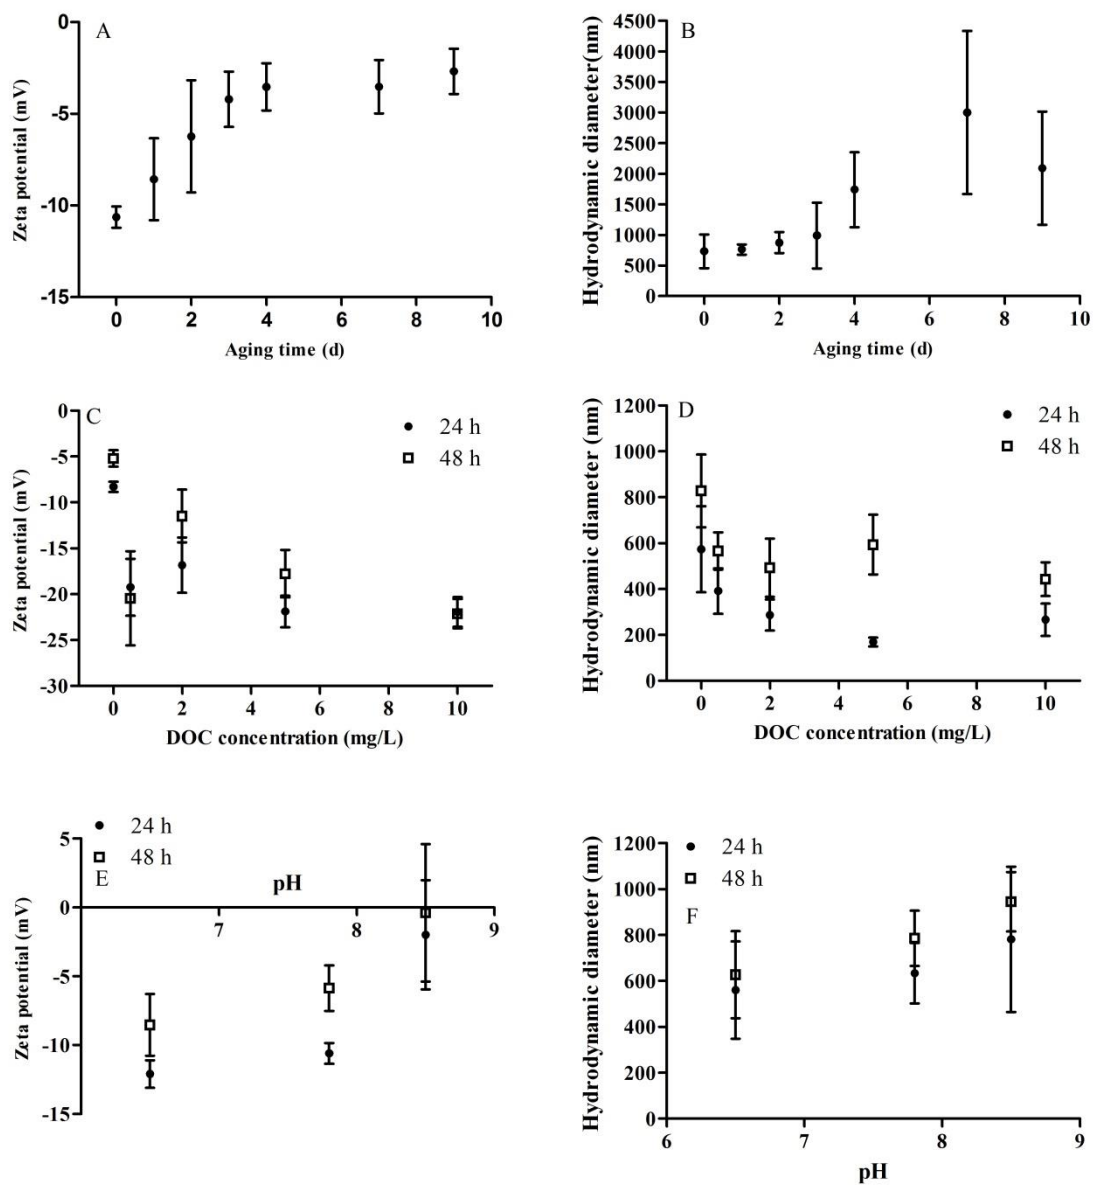 A
Zeta potential (mV)
0
-5
-10
-15
0 2 4 6 8 10
Aging time (d)
B
Hydrodynamic diameter(nm)
4500
4000
3500
3000
2500
2000
1500
1000
500
0
0 2 4 6 8 10
Aging time (d)
C
24 h
48 h
Zeta potential (mV)
0
-5
-10
-15
-20
-25
-30
0 2 4 6 8 10
DOC concentration (mg/L)
D
24 h
48 h
Hydrodynamic diameter (nm)
1200
1000
800
600
400
200
0
0 2 4 6 8 10
DOC concentration (mg/L)
24 h
48 h
E
pH
Zeta potential (mV)
5
0
-5
-10
-15
7 8 9
24 h
48 h
F
Hydrodynamic diameter (nm)
1200
1000
800
600
400
200
0
6 7 8 9
pH